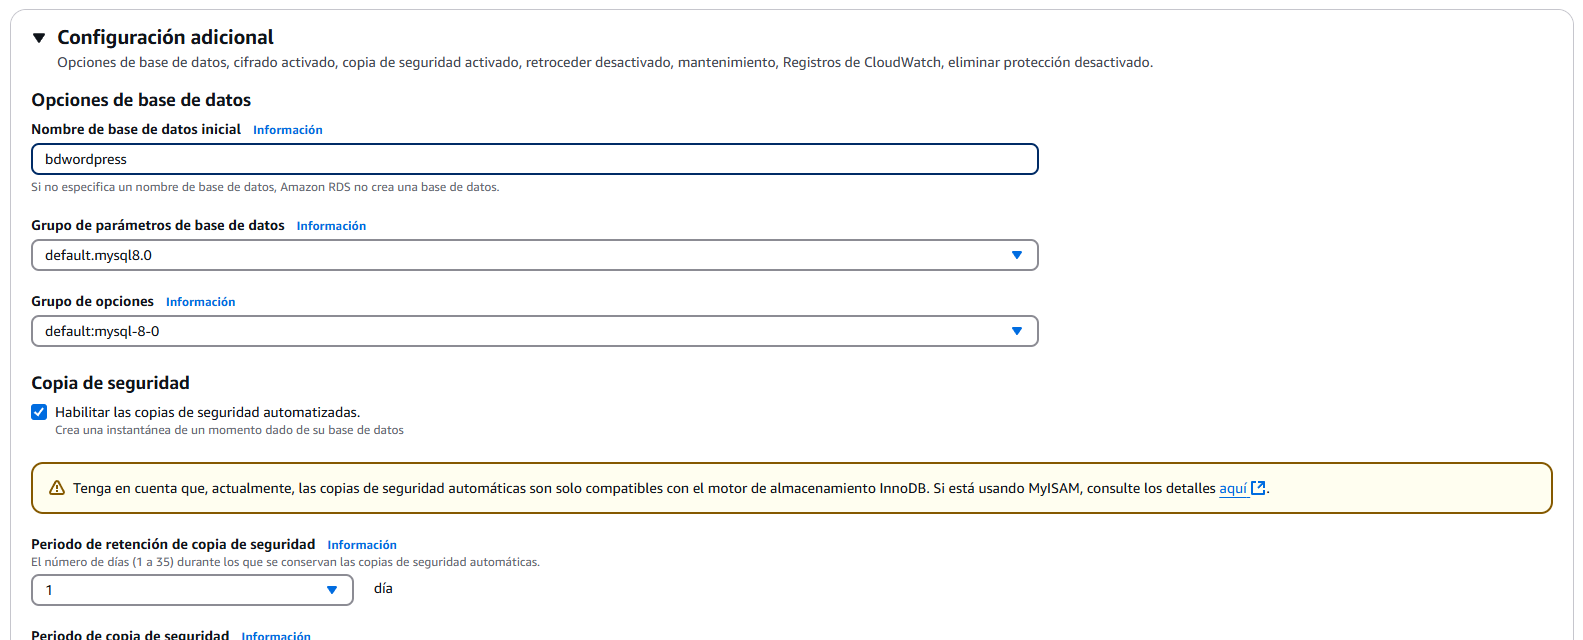 Configuración adicional
Opciones de base de datos, cifrado activado, copia de seguridad activado, retroceder desactivado, mantenimiento, Registros de CloudWatch, eliminar protección desactivado.
Opciones de base de datos
Nombre de base de datos inicial Información
bdwordpress
Si no especifica un nombre de base de datos, Amazon RDS no crea una base de datos.
Grupo de parámetros de base de datos Información
default.mysql8.0
Grupo de opciones Información
default:mysql-8-0
Copia de seguridad
Habilitar las copias de seguridad automatizadas.
Crea una instantánea de un momento dado de su base de datos
Tenga en cuenta que, actualmente, las copias de seguridad automáticas son solo compatibles con el motor de almacenamiento InnoDB. Si está usando MyISAM, consulte los detalles aquí.
Periodo de retención de copia de seguridad Información
El número de días (1 a 35) durante los que se conservan las copias de seguridad automáticas.
1 día
Periodo de copia de seguridad Información